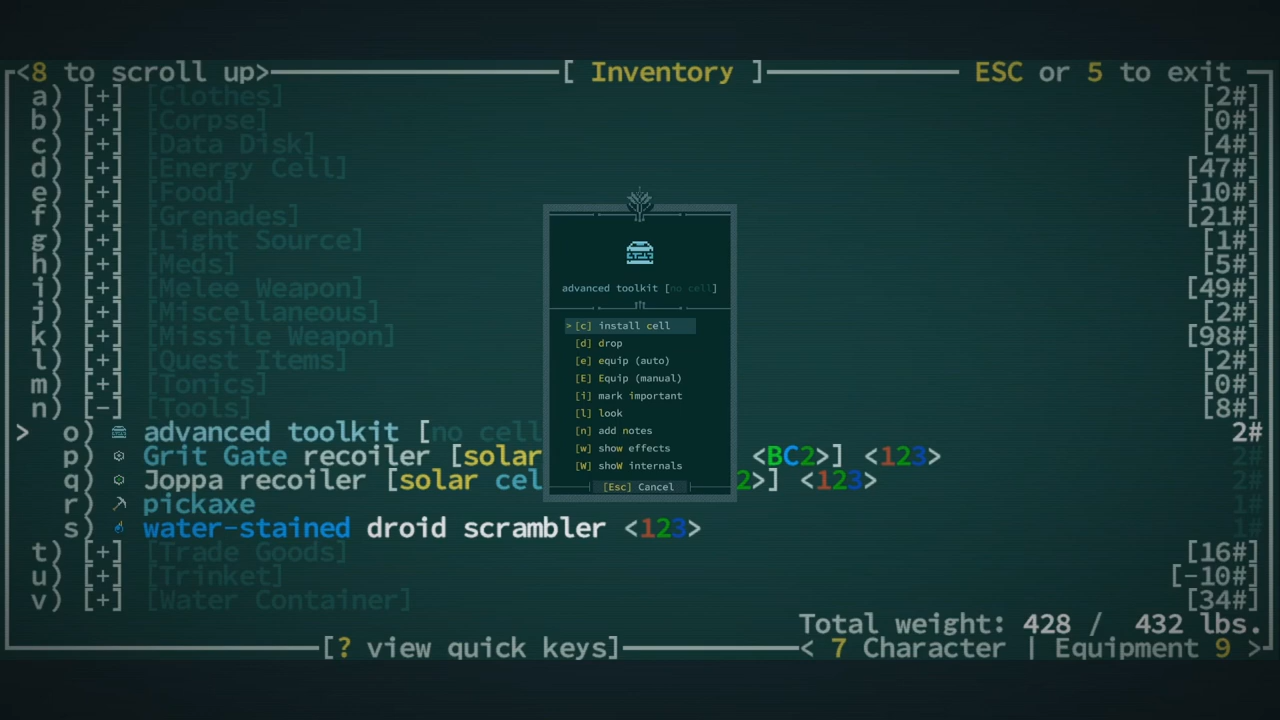 <8 to scroll up> [ Inventory ] ESC or 5 to exit
a) [+] [Clothes] [2#]
b) [+] [Corpse] [0#]
c) [+] [Data Disk] [4#]
d) [+] [Energy Cell] [47#]
e) [+] [Food] [10#]
f) [+] [Grenades] [21#]
g) [+] [Light Source] [1#]
h) [+] [Meds] [5#]
i) [+] [Melee Weapon] [49#]
j) [+] [Miscellaneous] [2#]
k) [+] [Missile Weapon] [98#]
l) [+] [Quest Items] [2#]
m) [+] [Tonics] [0#]
n) [-] [Tools] [8#]
> o) advanced toolkit [no cell 2#
p) Grit Gate recoiler [solar <BC2>] <123> 2#
q) Joppa recoiler [solar cel 2>] <123> 2#
r) pickaxe 1#
s) water-stained droid scrambler <123> 1#
t) [+] [Trade Goods] [16#]
u) [+] [Trinket] [-10#]
v) [+] [Water Container] [34#]
Total weight: 428 / 432 lbs.
[? view quick keys] < 7 Character | Equipment 9 >
advanced toolkit [no cell]
> [c] install cell
[d] drop
[e] equip (auto)
[E] Equip (manual)
[i] mark important
[l] look
[n] add notes
[w] show effects
[W] shoW internals
[Esc] Cancel